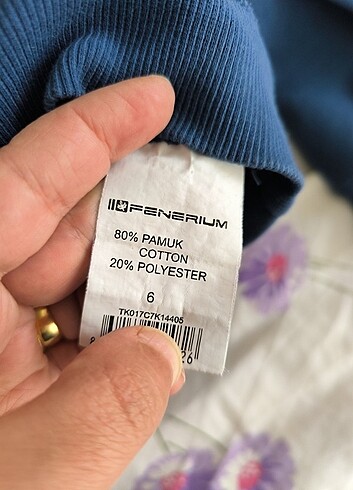 FENERIUM
80% PAMUK
COTTON
20% POLYESTER
6
TK017C7K14405